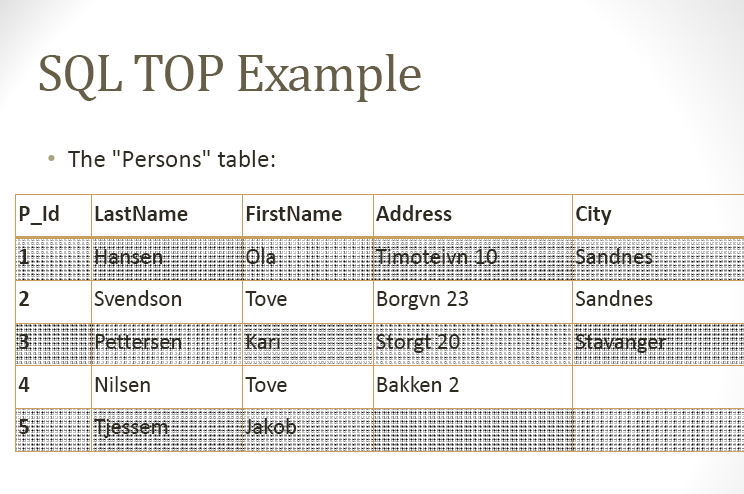 SQL TOP Example
• The "Persons" table:
P_Id LastName FirstName Address City
1 Hansen Ola Timoteivn 10 Sandnes
2 Svendson Tove Borgvn 23 Sandnes
3 Pettersen Kari Storgt 20 Stavanger
4 Nilsen Tove Bakken 2
5 Tjessem Jakob